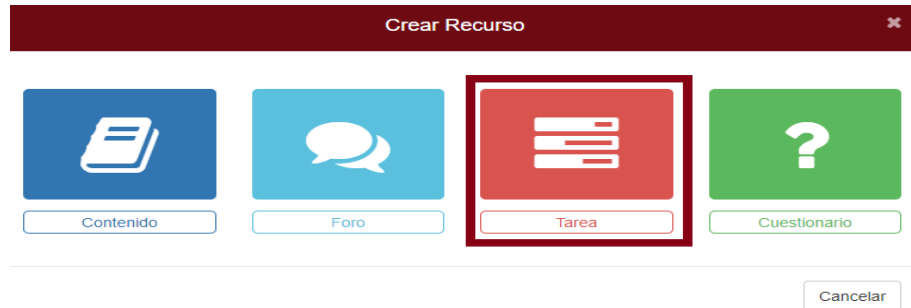 Crear Recurso
Contenido
Foro
Tarea
Cuestionario
Cancelar